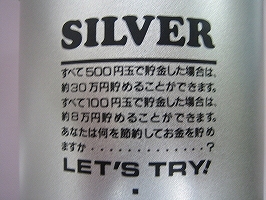 SILVER
すべて500円玉で貯金した場合は、
約30万円貯めることができます。
すべて100円玉で貯金した場合は、
約8万円貯めることができます。
あなたは何を節約してお金を貯め
ますか・・・・・・・・・・?
LET'S TRY!